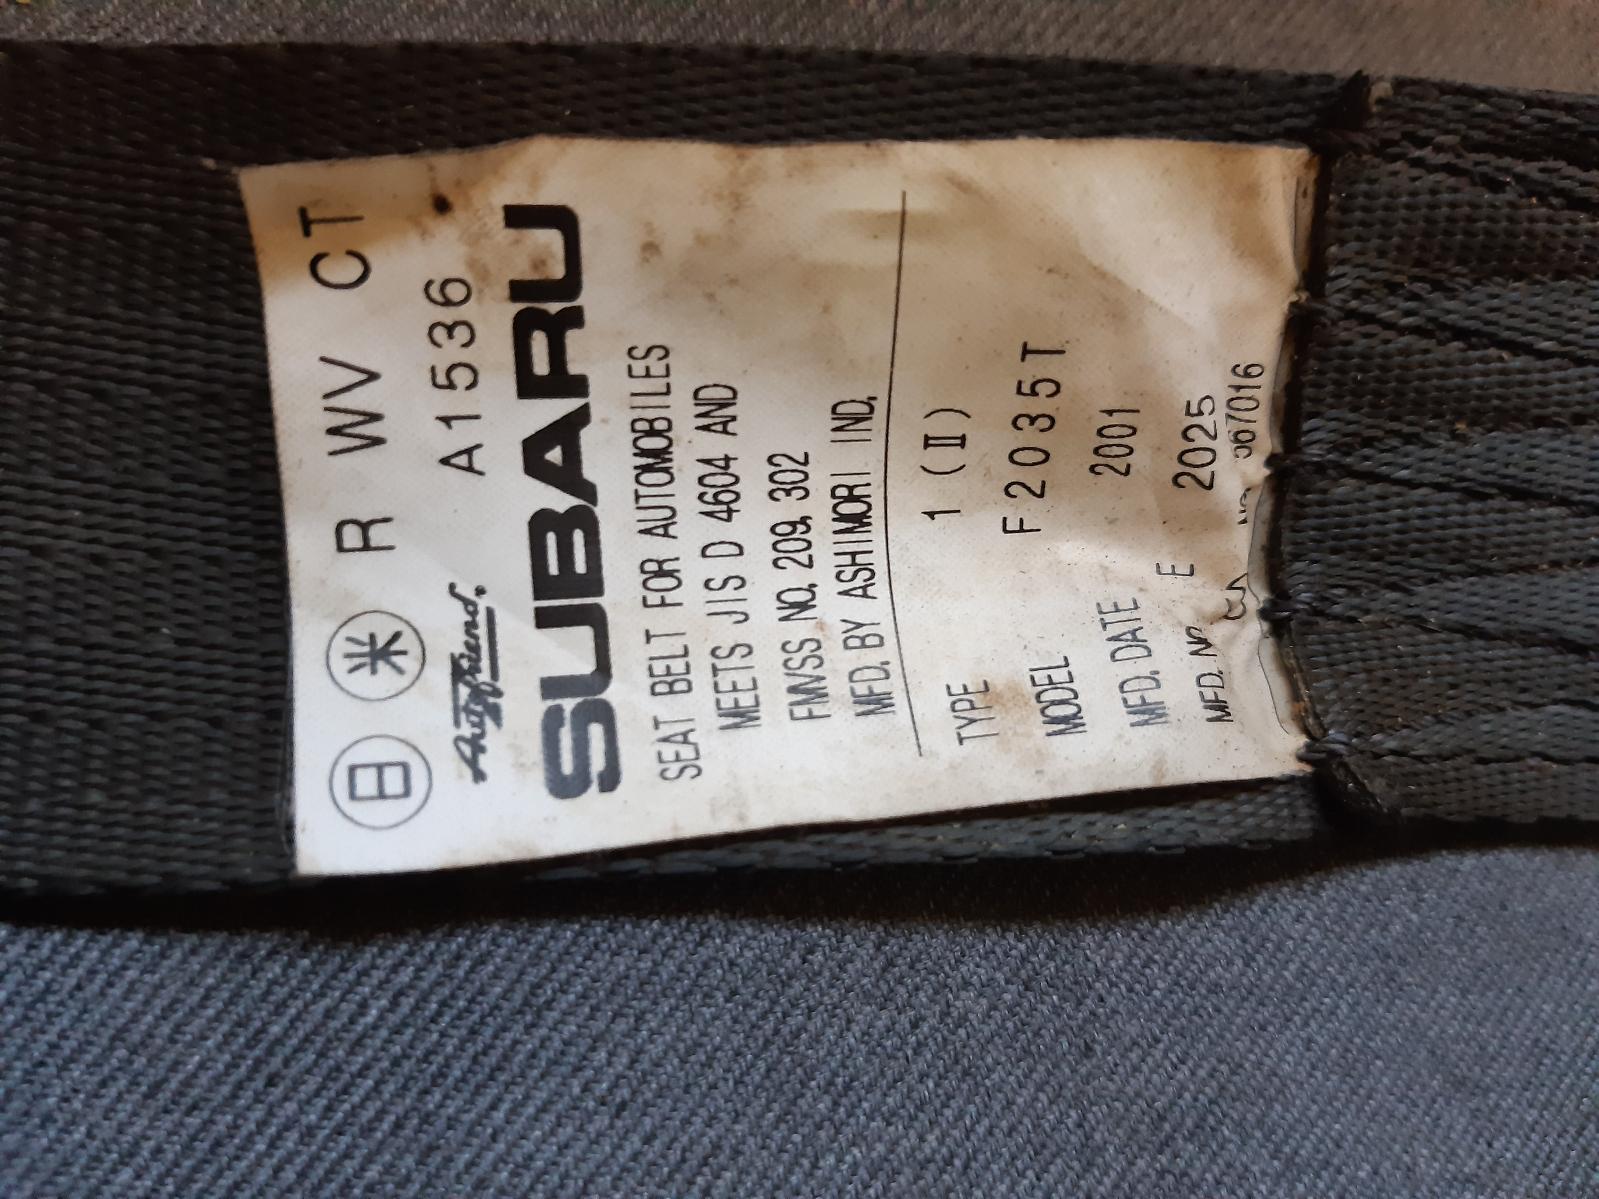 日 米 R WV CT
AutoFriend. A1536
SUBARU
SEAT BELT FOR AUTOMOBILES
MEETS JIS D 4604 AND
FMVSS NO. 209, 302
MFD. BY ASHIMORI IND,
TYPE 1 (II)
MODEL F2035T
MFD. DATE 2001
MFD. E 2025